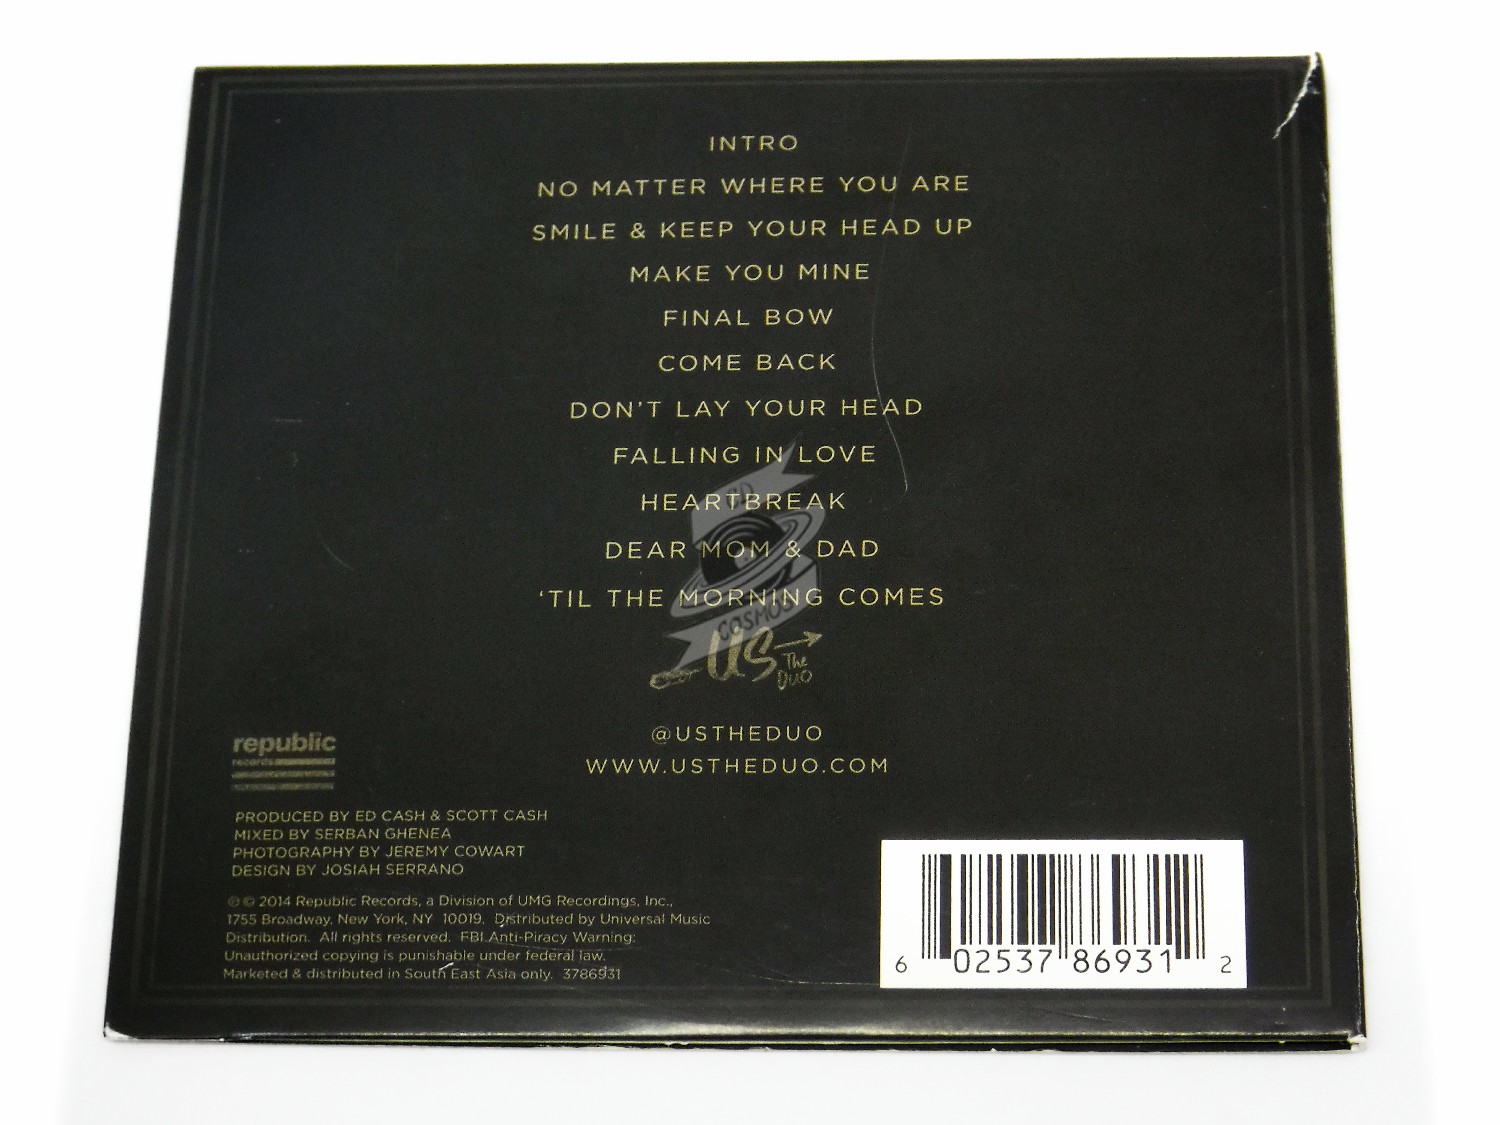 INTRO
NO MATTER WHERE YOU ARE
SMILE & KEEP YOUR HEAD UP
MAKE YOU MINE
FINAL BOW
COME BACK
DON'T LAY YOUR HEAD
FALLING IN LOVE
CD
HEARTBREAK
DEAR MOM & DAD
'TIL THE MORNING COMES
COSMOS
US The DUO
@USTHEDUO
WWW.USTHEDUO.COM
republic
records
PRODUCED BY ED CASH & SCOTT CASH
MIXED BY SERBAN GHENEA
PHOTOGRAPHY BY JEREMY COWART
DESIGN BY JOSIAH SERRANO
℗ © 2014 Republic Records, a Division of UMG Recordings, Inc.,
1755 Broadway, New York, NY 10019. Distributed by Universal Music
Distribution. All rights reserved. FBI Anti-Piracy Warning:
Unauthorized copying is punishable under federal law.
Marketed & distributed in South East Asia only. 3786931
6 02537 86931 2